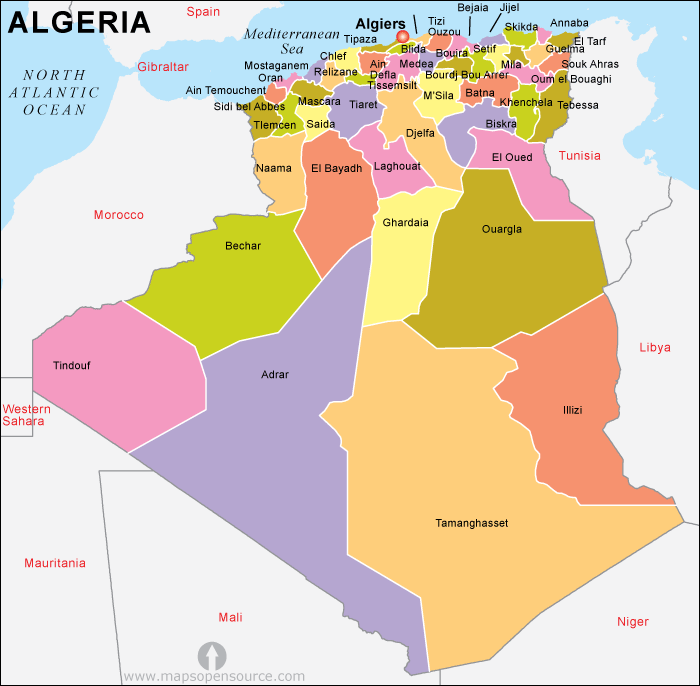 ALGERIA
Spain
Gibraltar
NORTH
ATLANTIC
OCEAN
Mediterranean
Sea
Algiers
Tizi
Ouzou
Bejaia
Jijel
Skikda
Annaba
Ej Tarf
Guelma
Souk Ahras
Oum el Bouaghi
Tebessa
Khenchela
Tipaza
Blida
Bouira
Setif
Mila
Chlef
Ain
Defla
Medea
Bourdj Bou Arrer
Mostaganem
Relizane
Tissemsilt
Oran
M'Sila
Batna
Ain Temouchent
Mascara
Tiaret
Sidi bel Abbes
Tlemcen
Saida
Djelfa
Biskra
Naama
El Bayadh
Laghouat
El Oued
Tunisia
Morocco
Ghardaia
Ouargla
Bechar
Libya
Tindouf
Adrar
Western
Sahara
Illizi
Tamanghasset
Mauritania
Mali
Niger
www.mapsopensource.com